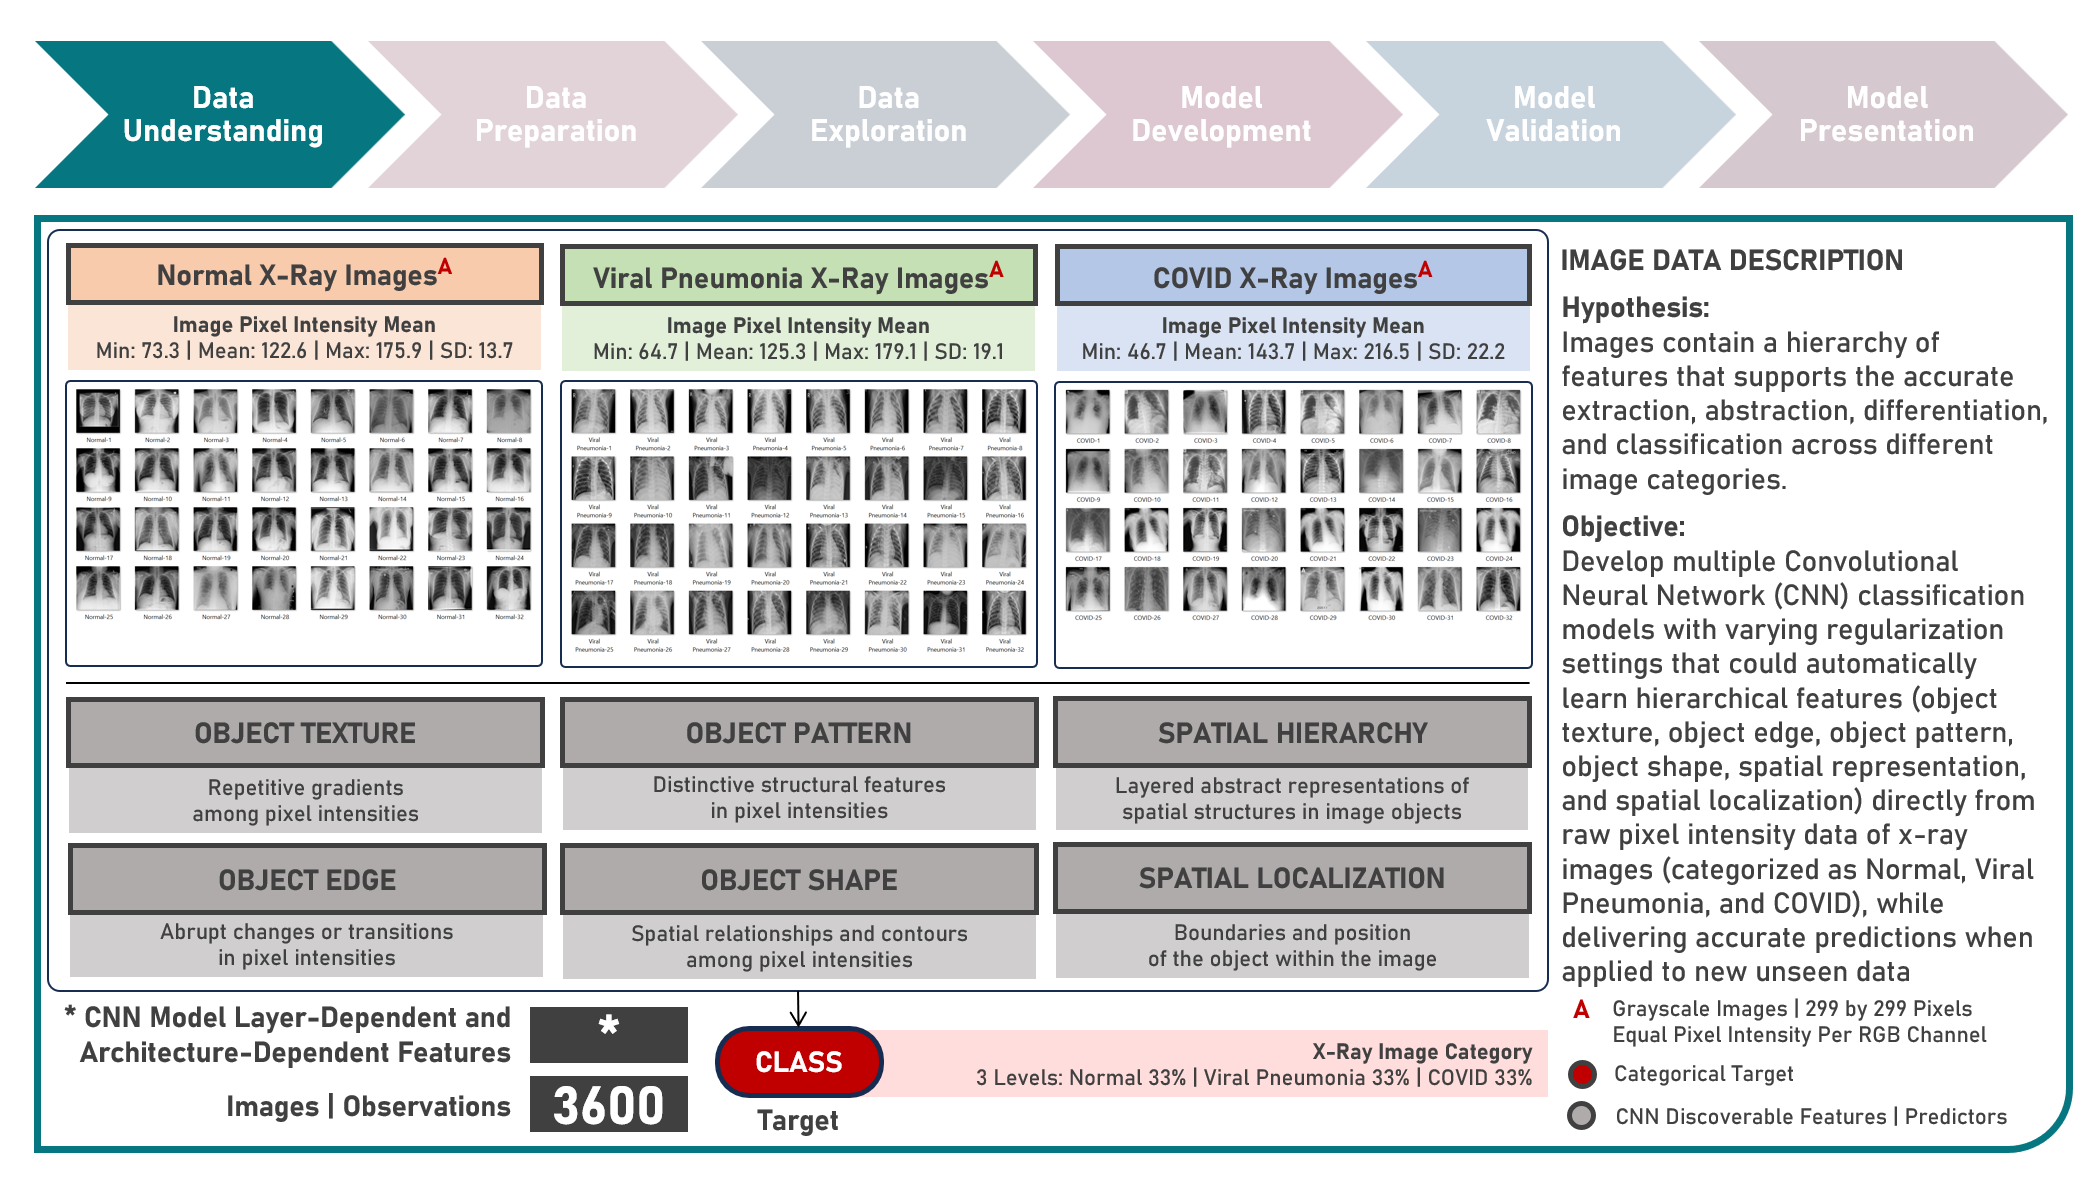 Data
Understanding
Data
Preparation
Data
Exploration
Model
Development
Model
Validation
Model
Presentation
Normal X-Ray ImagesA
Image Pixel Intensity Mean
Min: 73.3 | Mean: 122.6 | Max: 175.9 | SD: 13.7
Normal-1 Normal-2 Normal-3 Normal-4 Normal-5 Normal-6 Normal-7 Normal-8
Normal-9 Normal-10 Normal-11 Normal-12 Normal-13 Normal-14 Normal-15 Normal-16
Normal-17 Normal-18 Normal-19 Normal-20 Normal-21 Normal-22 Normal-23 Normal-24
Normal-25 Normal-26 Normal-27 Normal-28 Normal-29 Normal-30 Normal-31 Normal-32
Viral Pneumonia X-Ray ImagesA
Image Pixel Intensity Mean
Min: 64.7 | Mean: 125.3 | Max: 179.1 | SD: 19.1
Viral Viral Viral Viral Viral Viral Viral Viral
Pneumonia-1 Pneumonia-2 Pneumonia-3 Pneumonia-4 Pneumonia-5 Pneumonia-6 Pneumonia-7 Pneumonia-8
Viral Viral Viral Viral Viral Viral Viral Viral
Pneumonia-9 Pneumonia-10 Pneumonia-11 Pneumonia-12 Pneumonia-13 Pneumonia-14 Pneumonia-15 Pneumonia-16
Viral Viral Viral Viral Viral Viral Viral Viral
Pneumonia-17 Pneumonia-18 Pneumonia-19 Pneumonia-20 Pneumonia-21 Pneumonia-22 Pneumonia-23 Pneumonia-24
Viral Viral Viral Viral Viral Viral Viral Viral
Pneumonia-25 Pneumonia-26 Pneumonia-27 Pneumonia-28 Pneumonia-29 Pneumonia-30 Pneumonia-31 Pneumonia-32
COVID X-Ray ImagesA
Image Pixel Intensity Mean
Min: 46.7 | Mean: 143.7 | Max: 216.5 | SD: 22.2
COVID-1 COVID-2 COVID-3 COVID-4 COVID-5 COVID-6 COVID-7 COVID-8
COVID-9 COVID-10 COVID-11 COVID-12 COVID-13 COVID-14 COVID-15 COVID-16
COVID-17 COVID-18 COVID-19 COVID-20 COVID-21 COVID-22 COVID-23 COVID-24
COVID-25 COVID-26 COVID-27 COVID-28 COVID-29 COVID-30 COVID-31 COVID-32
OBJECT TEXTURE
Repetitive gradients
among pixel intensities
OBJECT PATTERN
Distinctive structural features
in pixel intensities
SPATIAL HIERARCHY
Layered abstract representations of
spatial structures in image objects
OBJECT EDGE
Abrupt changes or transitions
in pixel intensities
OBJECT SHAPE
Spatial relationships and contours
among pixel intensities
SPATIAL LOCALIZATION
Boundaries and position
of the object within the image
* CNN Model Layer-Dependent and
Architecture-Dependent Features
*
Images | Observations
3600
CLASS
Target
X-Ray Image Category
3 Levels: Normal 33% | Viral Pneumonia 33% | COVID 33%
IMAGE DATA DESCRIPTION
Hypothesis:
Images contain a hierarchy of
features that supports the accurate
extraction, abstraction, differentiation,
and classification across different
image categories.
Objective:
Develop multiple Convolutional
Neural Network (CNN) classification
models with varying regularization
settings that could automatically
learn hierarchical features (object
texture, object edge, object pattern,
object shape, spatial representation,
and spatial localization) directly from
raw pixel intensity data of x-ray
images (categorized as Normal, Viral
Pneumonia, and COVID), while
delivering accurate predictions when
applied to new unseen data
A Grayscale Images | 299 by 299 Pixels
Equal Pixel Intensity Per RGB Channel
Categorical Target
CNN Discoverable Features | Predictors